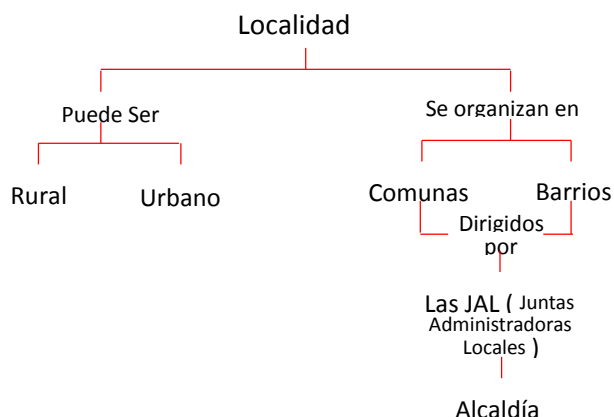 Localidad
Puede Ser
Se organizan en
Rural
Urbano
Comunas
Barrios
Dirigidos
por
Las JAL ( Juntas
Administradoras
Locales )
Alcaldía